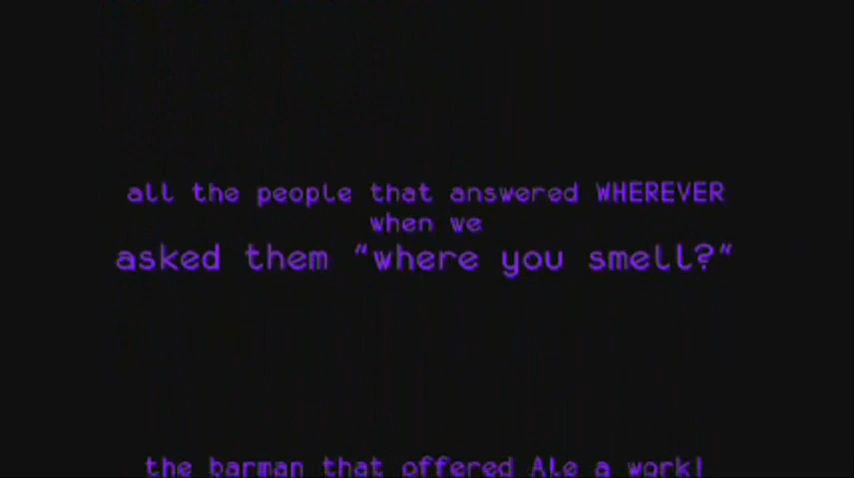 all the people that answered WHEREVER
when we
asked them “where you smell?”
the barman that offered Ale a work!